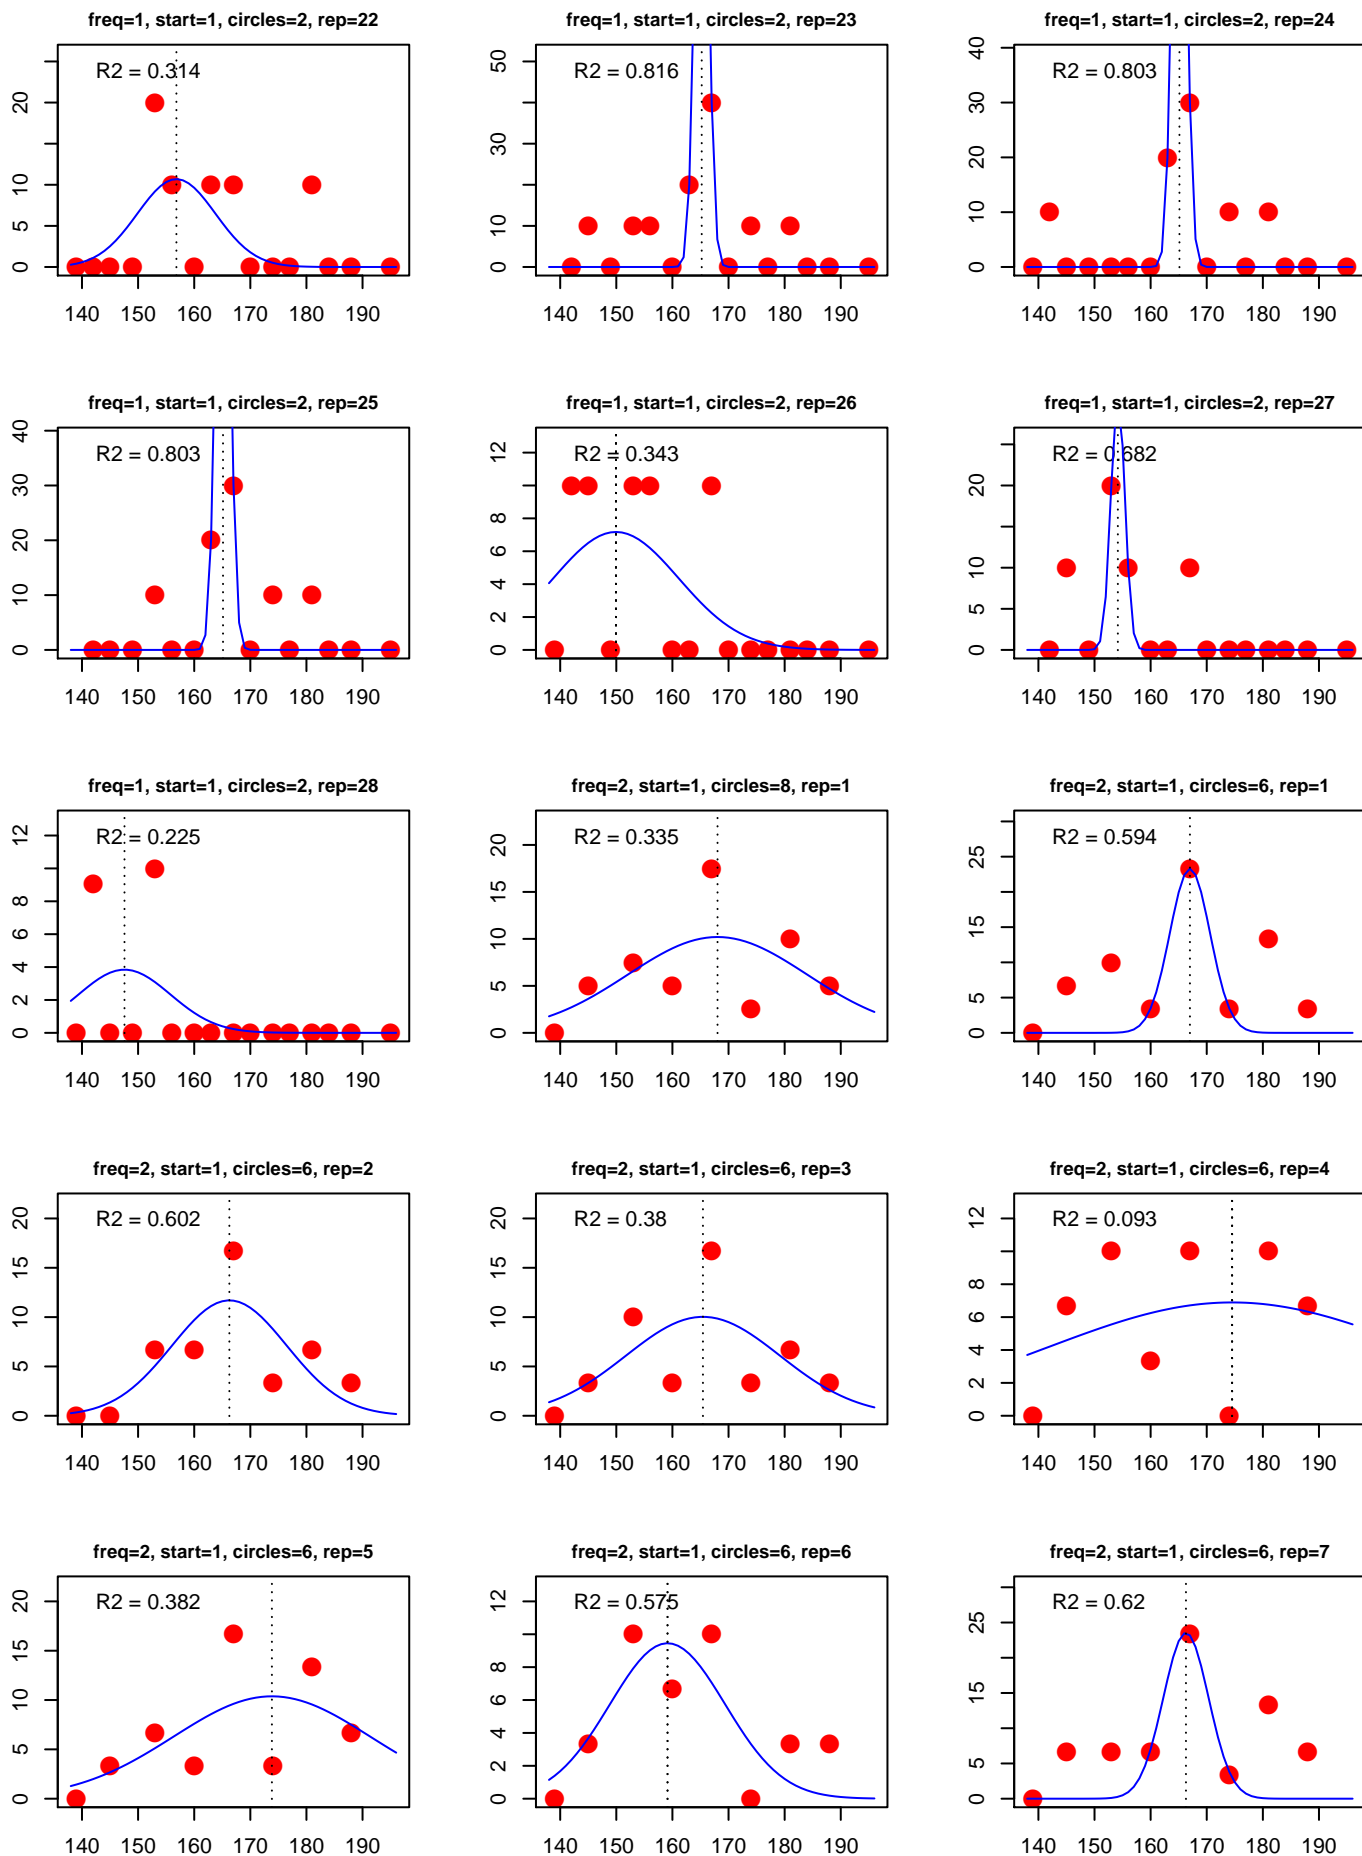 freq=1, start=1, circles=2, rep=22
R2 = 0.314
20
10
5
0
140 150 160 170 180 190
freq=1, start=1, circles=2, rep=23
R2 = 0.816
50
30
10
0
140 150 160 170 180 190
freq=1, start=1, circles=2, rep=24
R2 = 0.803
40
30
20
10
0
140 150 160 170 180 190
freq=1, start=1, circles=2, rep=25
R2 = 0.803
40
30
20
10
0
140 150 160 170 180 190
freq=1, start=1, circles=2, rep=26
R2 = 0.343
12
10
8
6
4
2
0
140 150 160 170 180 190
freq=1, start=1, circles=2, rep=27
R2 = 0.682
20
10
5
0
140 150 160 170 180 190
freq=1, start=1, circles=2, rep=28
R2 = 0.225
12
10
8
6
4
2
0
140 150 160 170 180 190
freq=2, start=1, circles=8, rep=1
R2 = 0.335
20
15
10
5
0
140 150 160 170 180 190
freq=2, start=1, circles=6, rep=1
R2 = 0.594
25
15
5
0
140 150 160 170 180 190
freq=2, start=1, circles=6, rep=2
R2 = 0.602
20
15
10
5
0
140 150 160 170 180 190
freq=2, start=1, circles=6, rep=3
R2 = 0.38
20
15
10
5
0
140 150 160 170 180 190
freq=2, start=1, circles=6, rep=4
R2 = 0.093
12
10
8
6
4
2
0
140 150 160 170 180 190
freq=2, start=1, circles=6, rep=5
R2 = 0.382
20
15
10
5
0
140 150 160 170 180 190
freq=2, start=1, circles=6, rep=6
R2 = 0.575
12
10
8
6
4
2
0
140 150 160 170 180 190
freq=2, start=1, circles=6, rep=7
R2 = 0.62
25
15
5
0
140 150 160 170 180 190